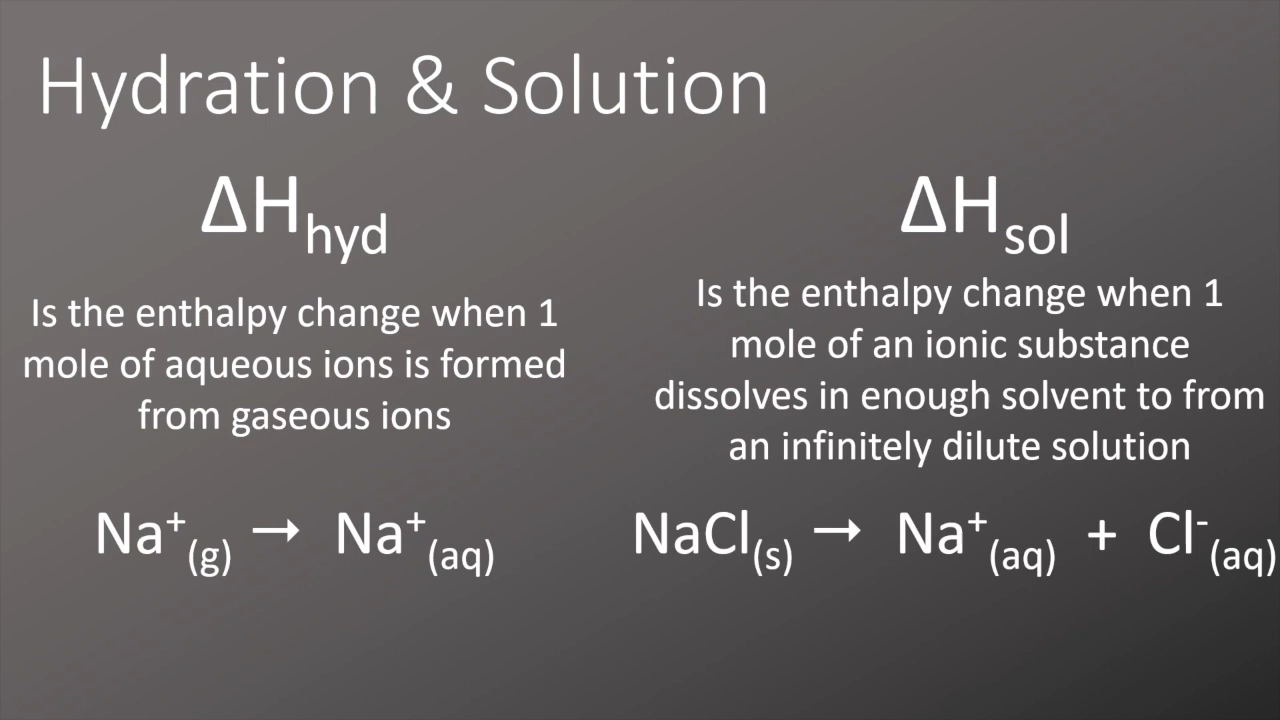 Hydration & Solution
ΔHhyd
Is the enthalpy change when 1
mole of aqueous ions is formed
from gaseous ions
Na⁺(g) → Na⁺(aq)
ΔHsol
Is the enthalpy change when 1
mole of an ionic substance
dissolves in enough solvent to from
an infinitely dilute solution
NaCl(s) → Na⁺(aq) + Cl⁻(aq)